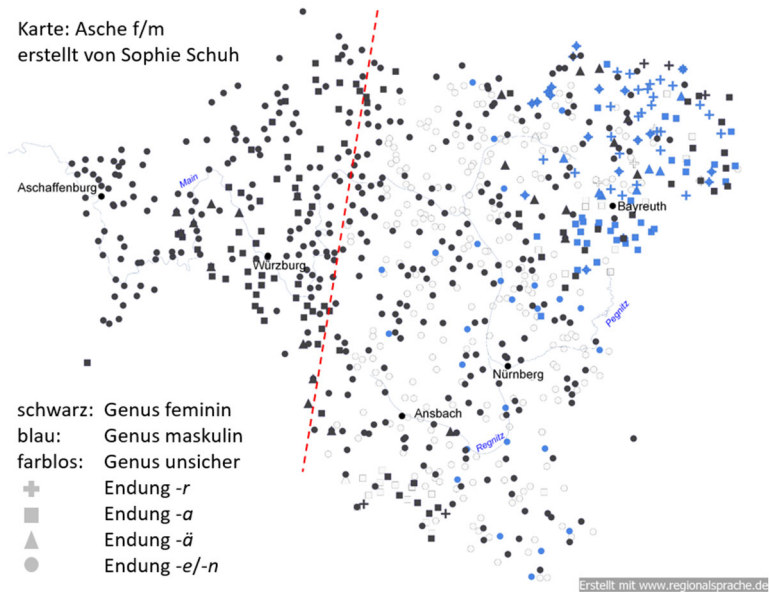 Karte: Asche f/m
erstellt von Sophie Schuh
Main
Aschaffenburg
Würzburg
Bayreuth
Pegnitz
Nürnberg
Ansbach
Regnitz
schwarz: Genus feminin
blau: Genus maskulin
farblos: Genus unsicher
Endung -r
Endung -a
Endung -ä
Endung -e/-n
Erstellt mit www.regionalsprache.de